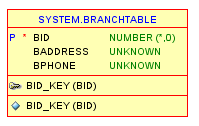 SYSTEM.BRANCHTABLE
P * BID NUMBER (*,0)
BADDRESS UNKNOWN
BPHONE UNKNOWN
BID_KEY (BID)
BID_KEY (BID)